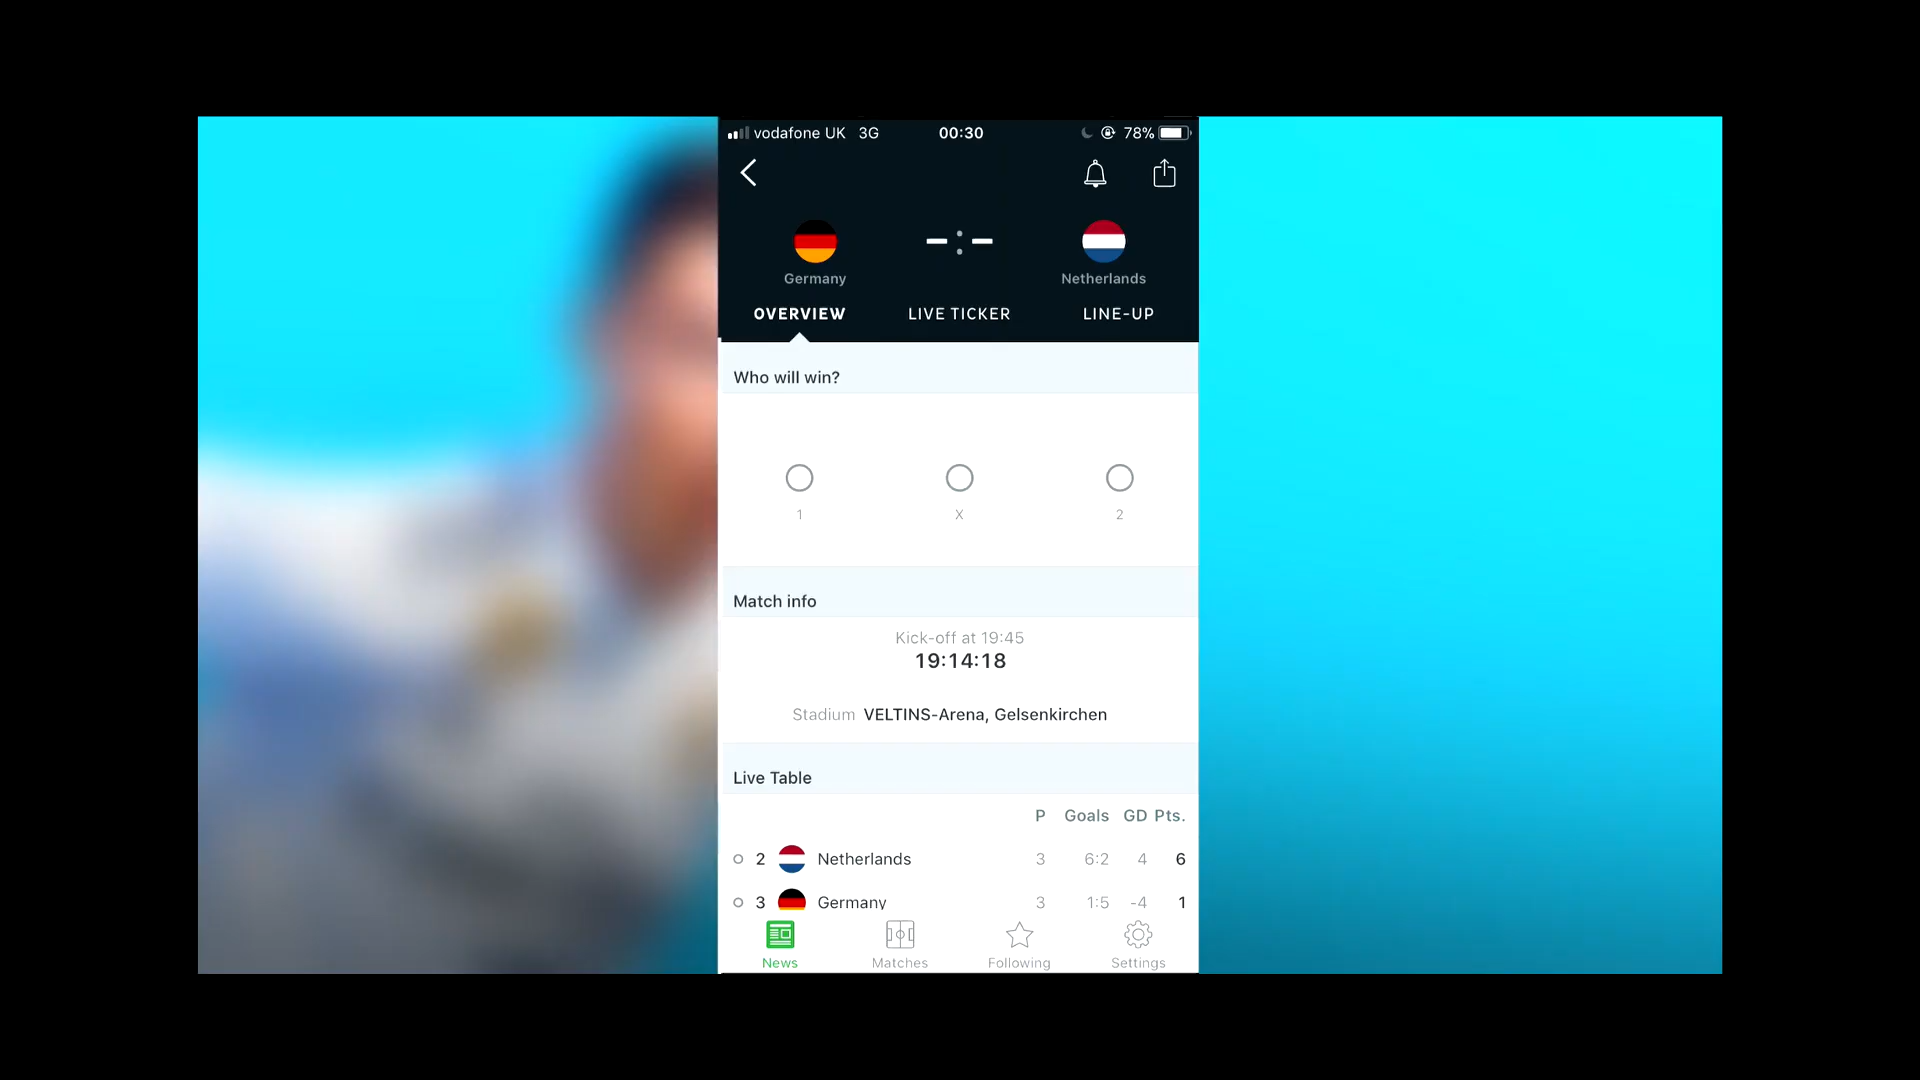 vodafone UK 3G 00:30 78%
– : –
Germany Netherlands
OVERVIEW LIVE TICKER LINE-UP
Who will win?
1 X 2
Match info
Kick-off at 19:45
19:14:18
Stadium VELTINS-Arena, Gelsenkirchen
Live Table
P Goals GD Pts.
2 Netherlands 3 6:2 4 6
3 Germany 3 1:5 -4 1
News Matches Following Settings